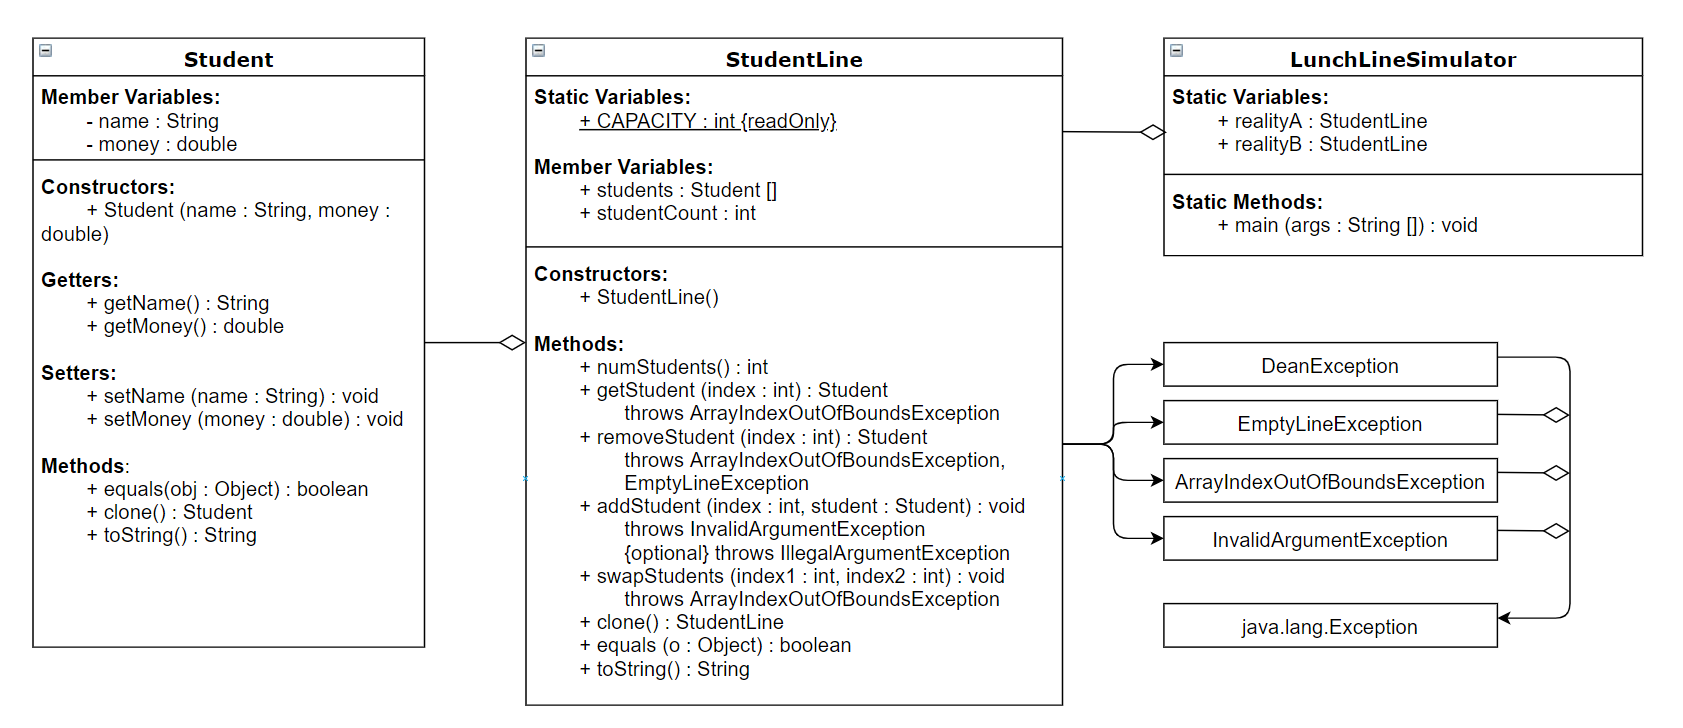 Student
Member Variables:
- name : String
- money : double
Constructors:
+ Student (name : String, money :
double)
Getters:
+ getName() : String
+ getMoney() : double
Setters:
+ setName (name : String) : void
+ setMoney (money : double) : void
Methods:
+ equals(obj : Object) : boolean
+ clone() : Student
+ toString() : String
StudentLine
Static Variables:
+ CAPACITY : int {readOnly}
Member Variables:
+ students : Student []
+ studentCount : int
Constructors:
+ StudentLine()
Methods:
+ numStudents() : int
+ getStudent (index : int) : Student
throws ArrayIndexOutOfBoundsException
+ removeStudent (index : int) : Student
throws ArrayIndexOutOfBoundsException,
EmptyLineException
+ addStudent (index : int, student : Student) : void
throws InvalidArgumentException
{optional} throws IllegalArgumentException
+ swapStudents (index1 : int, index2 : int) : void
throws ArrayIndexOutOfBoundsException
+ clone() : StudentLine
+ equals (o : Object) : boolean
+ toString() : String
LunchLineSimulator
Static Variables:
+ realityA : StudentLine
+ realityB : StudentLine
Static Methods:
+ main (args : String []) : void
DeanException
EmptyLineException
ArrayIndexOutOfBoundsException
InvalidArgumentException
java.lang.Exception